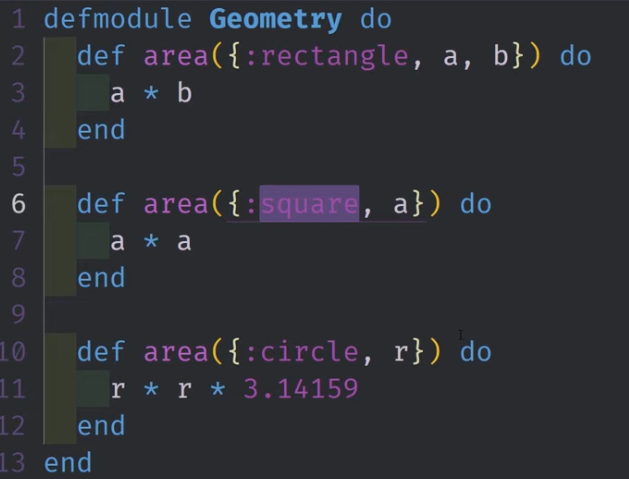 1 defmodule Geometry do
2   def area({:rectangle, a, b}) do
3     a * b
4   end
5
6   def area({:square, a}) do
7     a * a
8   end
9
10   def area({:circle, r}) do
11     r * r * 3.14159
12   end
13 end